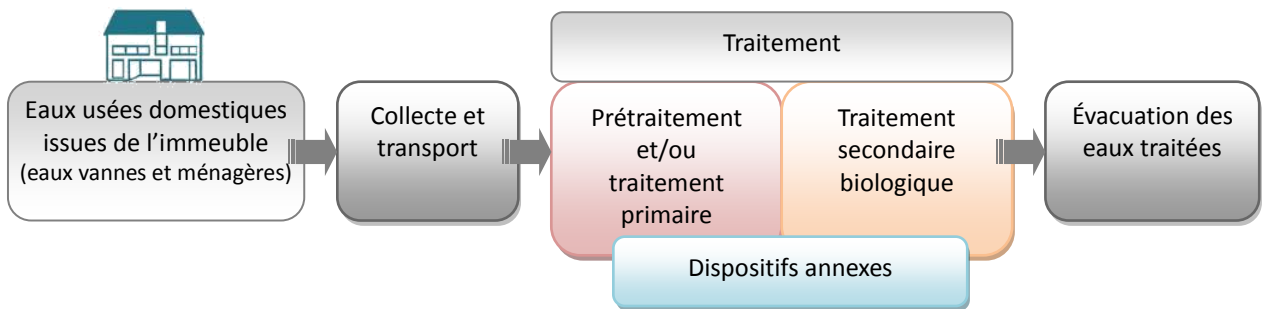 Eaux usées domestiques
issues de l’immeuble
(eaux vannes et ménagères)
Collecte et
transport
Traitement
Prétraitement
et/ou
traitement
primaire
Traitement
secondaire
biologique
Dispositifs annexes
Évacuation des
eaux traitées